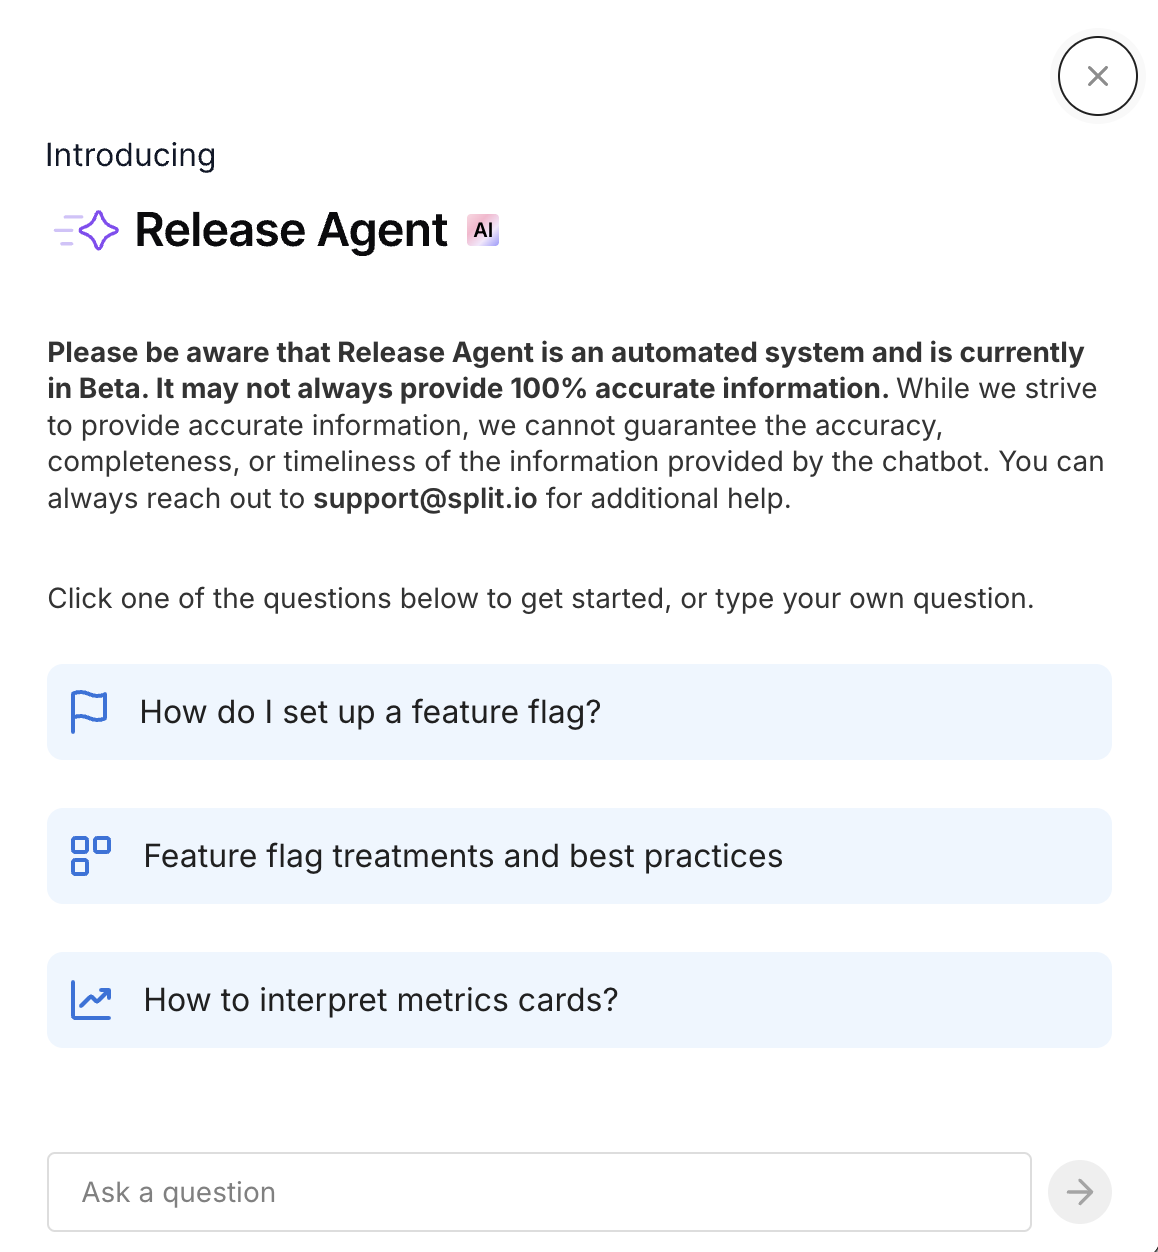 Introducing
Release Agent AI
Please be aware that Release Agent is an automated system and is currently
in Beta. It may not always provide 100% accurate information. While we strive
to provide accurate information, we cannot guarantee the accuracy,
completeness, or timeliness of the information provided by the chatbot. You can
always reach out to support@split.io for additional help.
Click one of the questions below to get started, or type your own question.
How do I set up a feature flag?
Feature flag treatments and best practices
How to interpret metrics cards?
Ask a question